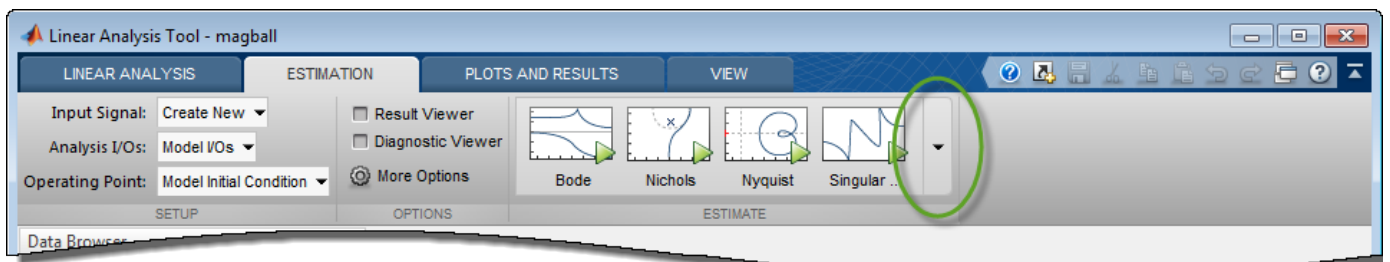 Linear Analysis Tool - magball
LINEAR ANALYSIS ESTIMATION PLOTS AND RESULTS VIEW
Input Signal: Create New
Analysis I/Os: Model I/Os
Operating Point: Model Initial Condition
SETUP
Result Viewer
Diagnostic Viewer
More Options
OPTIONS
Bode Nichols Nyquist Singular ...
ESTIMATE
Data Browser